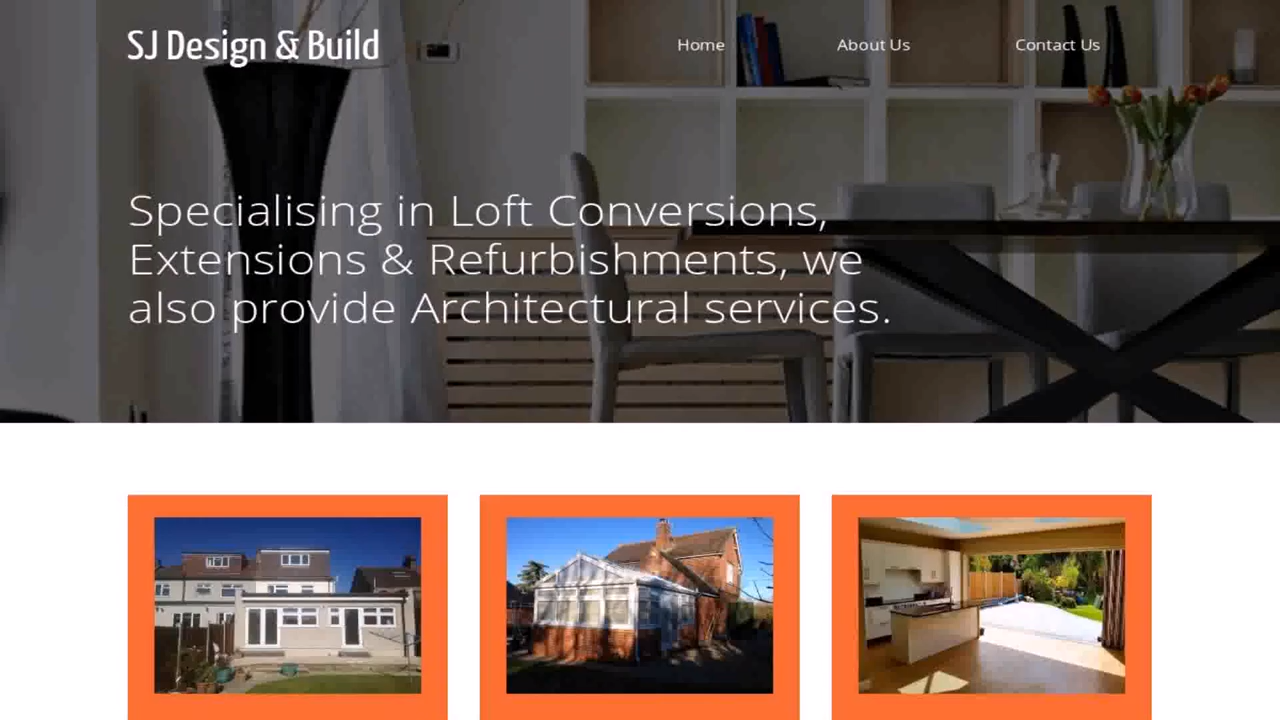 SJ Design & Build
Home
About Us
Contact Us
Specialising in Loft Conversions,
Extensions & Refurbishments, we
also provide Architectural services.